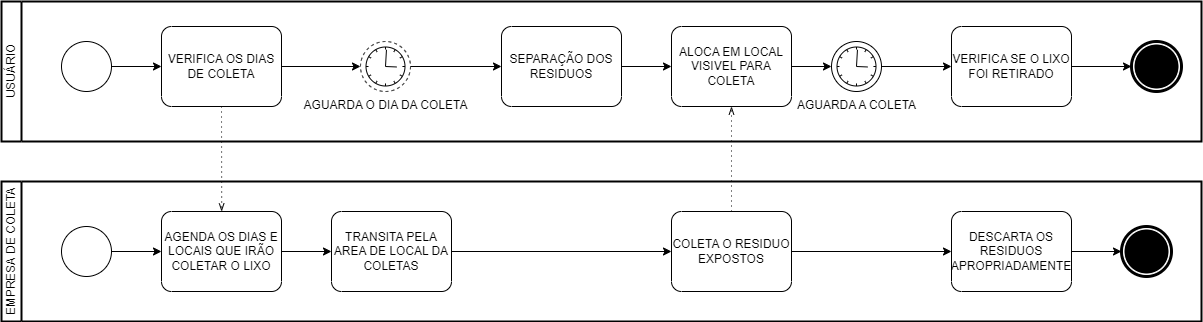 USUÁRIO
VERIFICA OS DIAS
DE COLETA
AGUARDA O DIA DA COLETA
SEPARAÇÃO DOS
RESIDUOS
ALOCA EM LOCAL
VISIVEL PARA
COLETA
AGUARDA A COLETA
VERIFICA SE O LIXO
FOI RETIRADO
EMPRESA DE COLETA
AGENDA OS DIAS E
LOCAIS QUE IRÃO
COLETAR O LIXO
TRANSITA PELA
AREA DE LOCAL DA
COLETAS
COLETA O RESIDUO
EXPOSTOS
DESCARTA OS
RESIDUOS
APROPRIADAMENTE